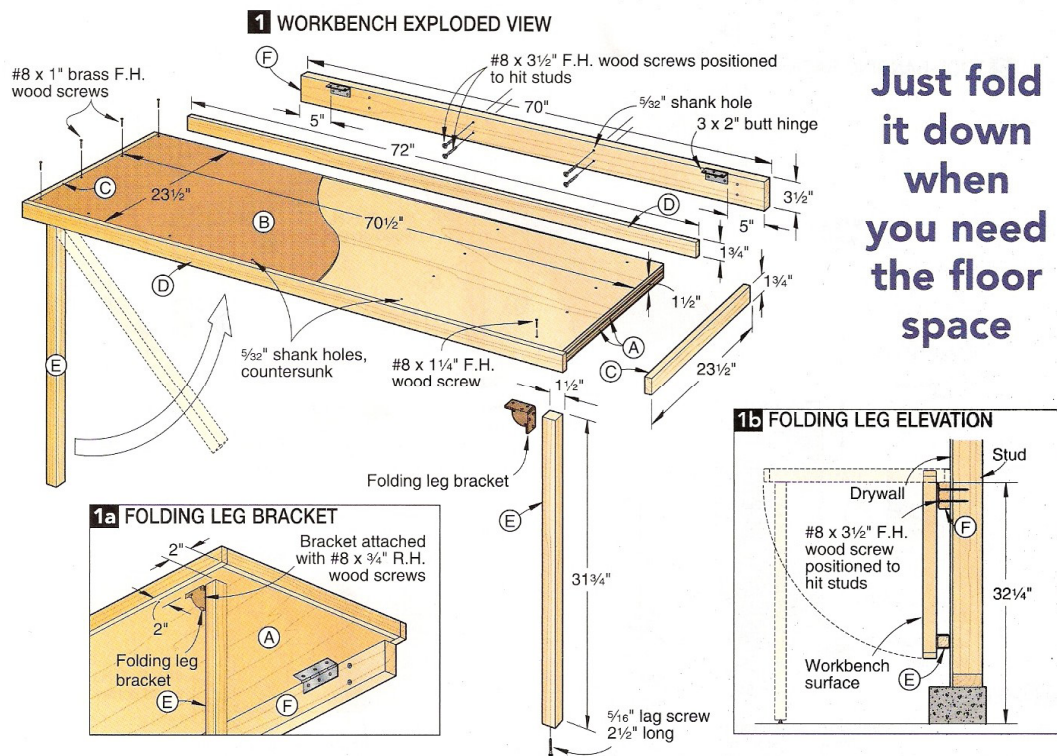 1 WORKBENCH EXPLODED VIEW
Just fold
it down
when
you need
the floor
space
F
#8 x 3½" F.H. wood screws positioned
to hit studs
#8 x 1" brass F.H.
wood screws
70"
5/32" shank hole
3 x 2" butt hinge
5"
72"
3½"
5"
C
23½"
D
B
70½"
1¾"
1¾"
1½"
D
A
E
5/32" shank holes,
countersunk
#8 x 1¼" F.H.
wood screw
C
23½"
1½"
Folding leg bracket
E
31¾"
5/16" lag screw
2½" long
1a FOLDING LEG BRACKET
2"
Bracket attached
with #8 x ¾" R.H.
wood screws
2"
A
Folding leg
bracket
E
F
1b FOLDING LEG ELEVATION
Stud
Drywall
F
#8 x 3½" F.H.
wood screw
positioned to
hit studs
32¼"
Workbench
surface
E